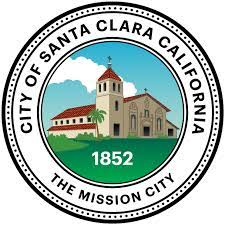 CITY OF SANTA CLARA CALIFORNIA
1852
THE MISSION CITY